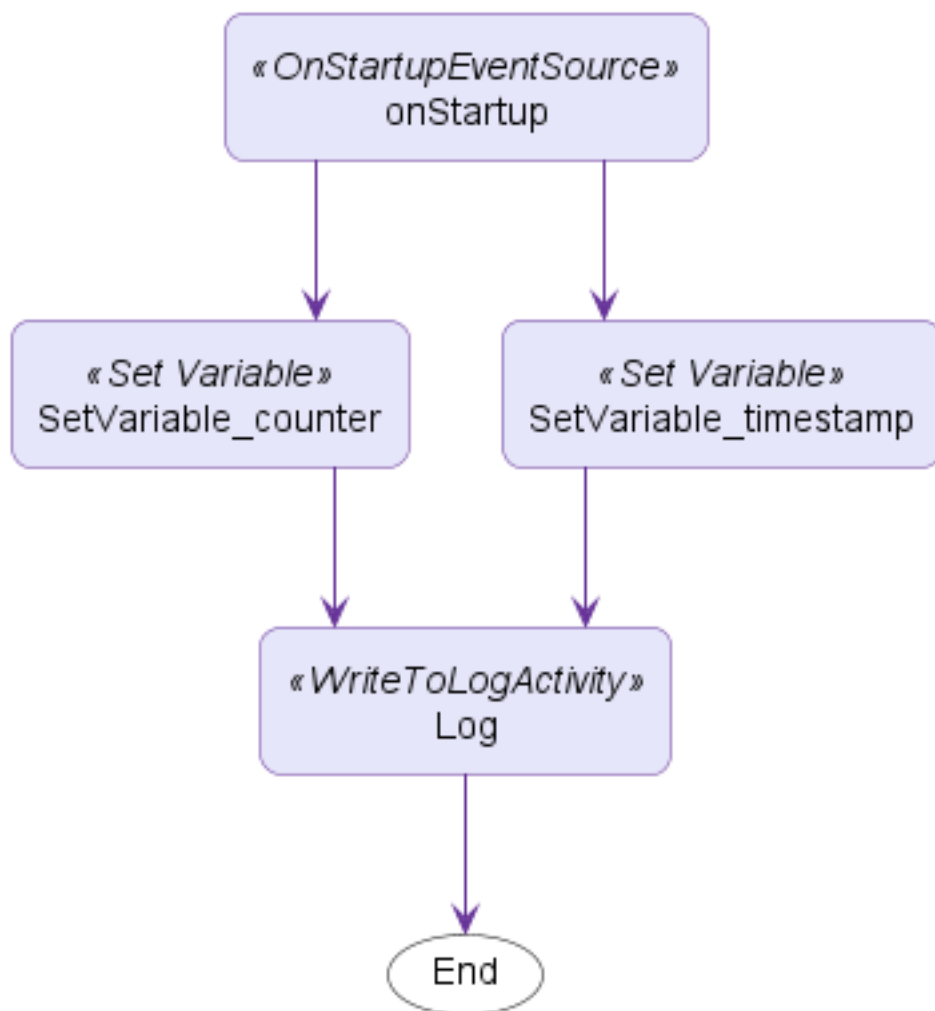 «OnStartupEventSource»
onStartup
«Set Variable»
SetVariable_counter
«Set Variable»
SetVariable_timestamp
«WriteToLogActivity»
Log
End